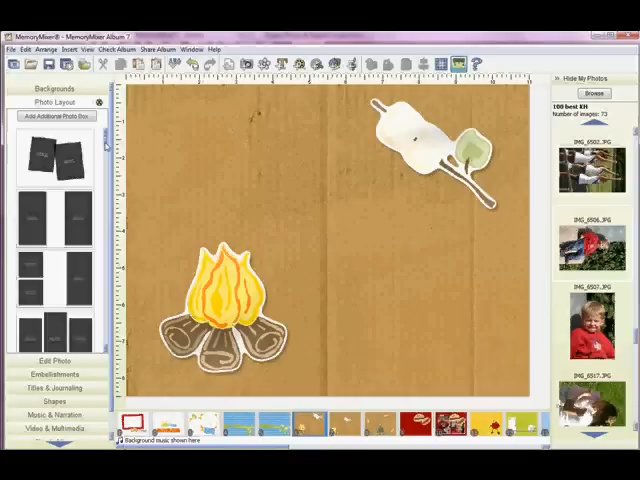 MemoryMixer® - MemoryMixer Album 7
File Edit Arrange Insert View Check Album Share Album Window Help
Backgrounds
Photo Layout
Add Additional Photo Box
Edit Photo
Embellishments
Titles & Journaling
Shapes
Music & Narration
Video & Multimedia
Background music shown here
Hide My Photos
Browse
100 best KH
Number of images: 73
IMG_6502.JPG
IMG_6506.JPG
IMG_6507.JPG
IMG_6517.JPG